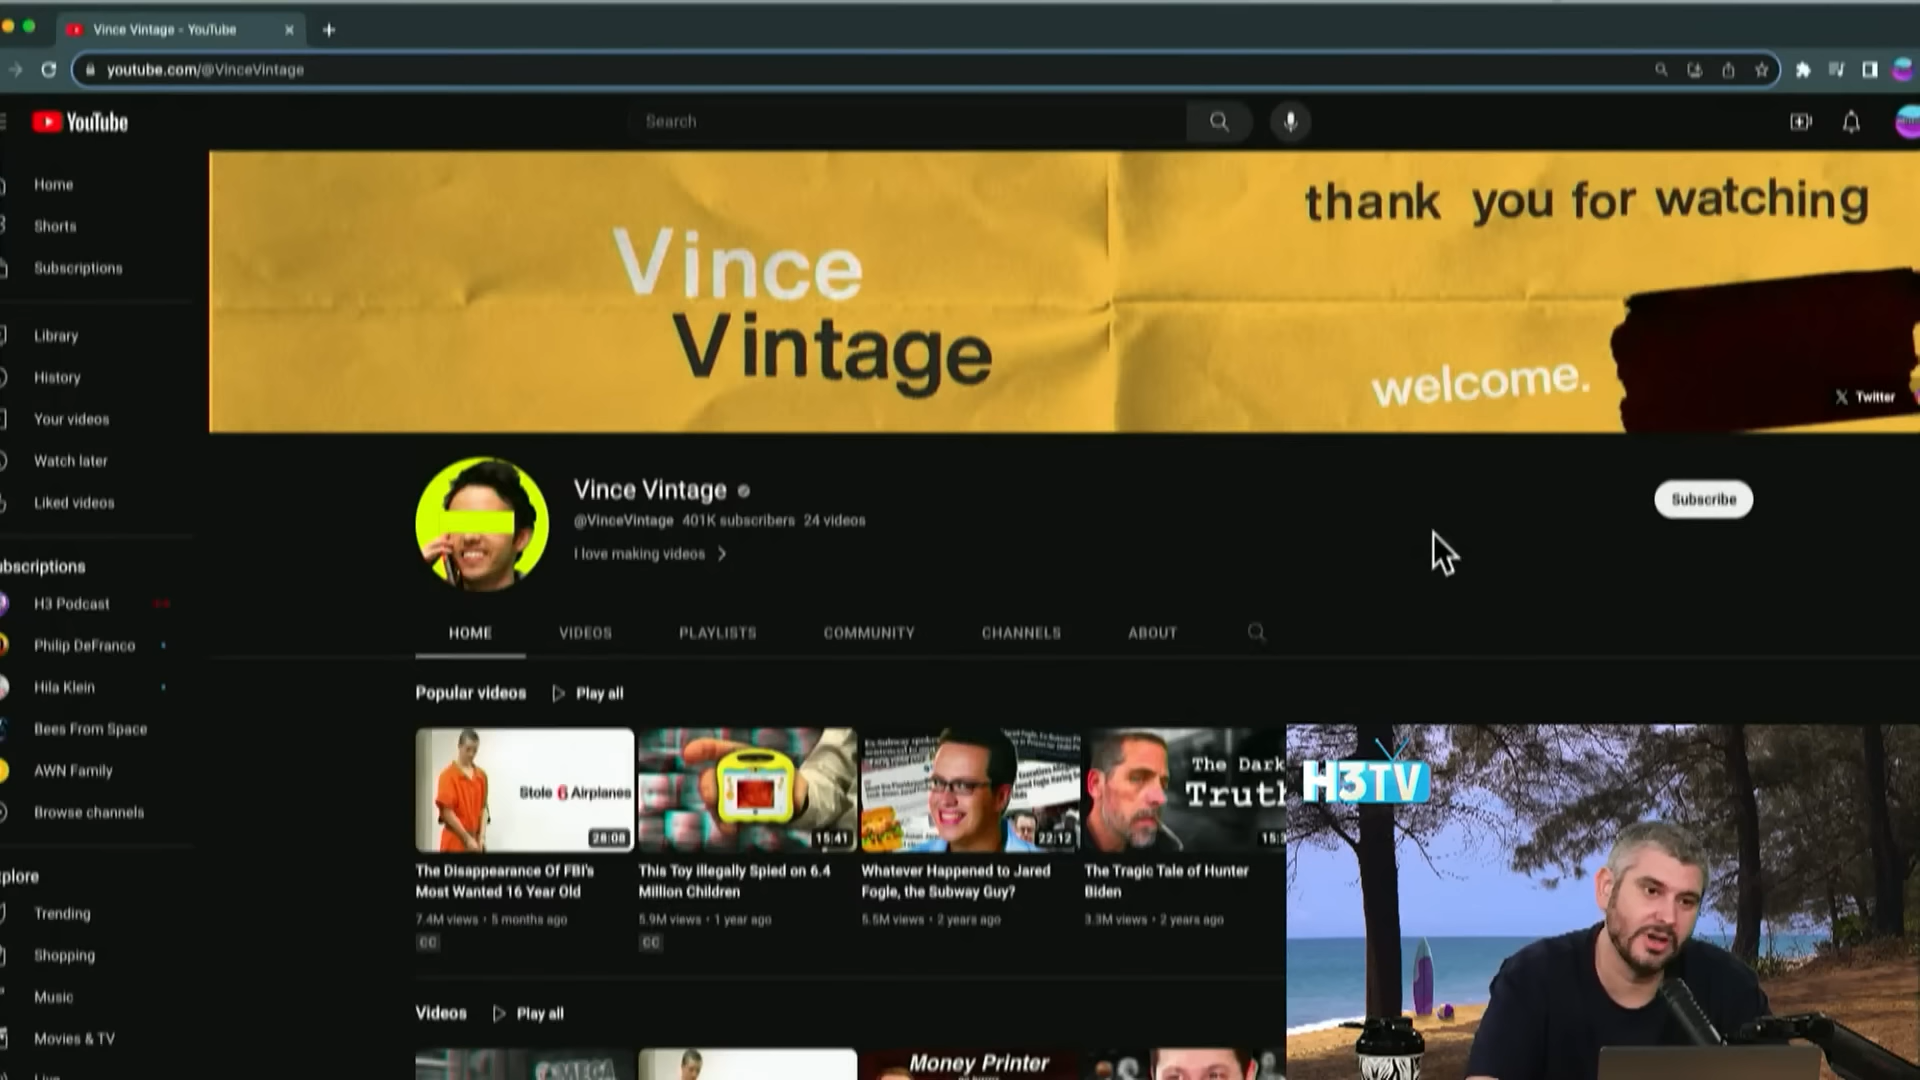 Vince Vintage - YouTube
youtube.com/@VinceVintage
YouTube
Search
Home
Shorts
Subscriptions
Library
History
Your videos
Watch later
Liked videos
ubscriptions
H3 Podcast
Philip DeFranco
Hila Klein
Bees From Space
AWN Family
Browse channels
plore
Trending
Shopping
Music
Movies & TV
Live
Vince
Vintage
thank you for watching
welcome.
Twitter
Vince Vintage
@VinceVintage 401K subscribers 24 videos
I love making videos
Subscribe
HOME VIDEOS PLAYLISTS COMMUNITY CHANNELS ABOUT
Popular videos Play all
Stole 6 Airplanes
28:08
The Disappearance Of FBI's
Most Wanted 16 Year Old
7.4M views • 5 months ago
CC
15:41
This Toy Illegally Spied on 6.4
Million Children
5.9M views • 1 year ago
CC
22:12
Whatever Happened to Jared
Fogle, the Subway Guy?
5.5M views • 2 years ago
The Dark
Truth
15:3
The Tragic Tale of Hunter
Biden
3.3M views • 2 years ago
Videos Play all
OMEGA
Money Printer
H3TV